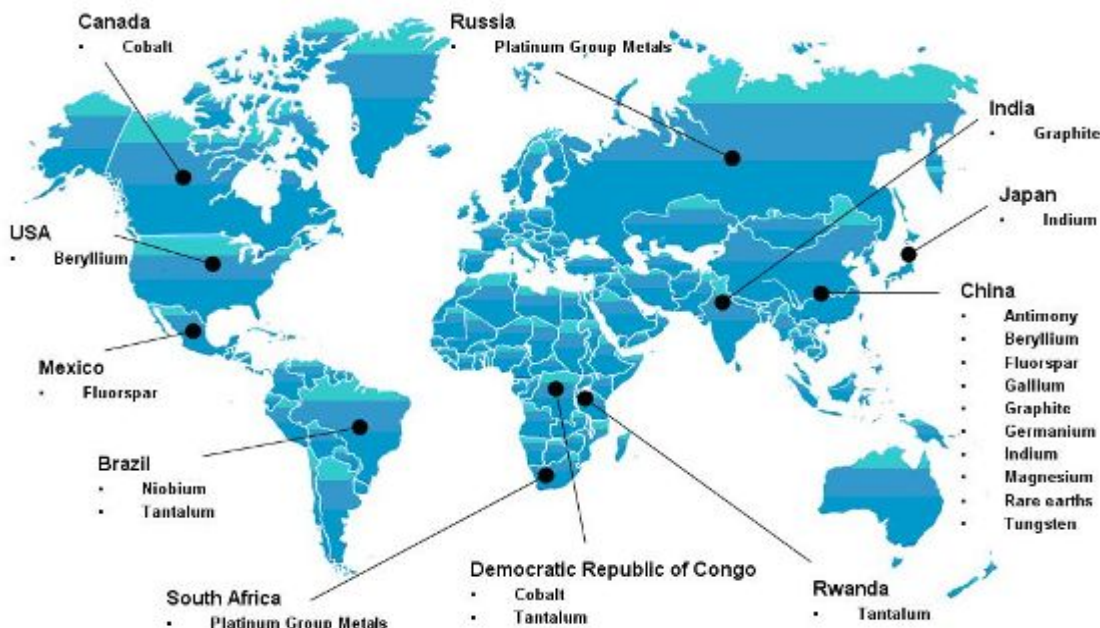 Canada
• Cobalt
Russia
• Platinum Group Metals
India
• Graphite
Japan
• Indium
USA
• Beryllium
China
• Antimony
• Beryllium
• Fluorspar
• Gallium
• Graphite
• Germanium
• Indium
• Magnesium
• Rare earths
• Tungsten
Mexico
• Fluorspar
Brazil
• Niobium
• Tantalum
South Africa
• Platinum Group Metals
Democratic Republic of Congo
• Cobalt
• Tantalum
Rwanda
• Tantalum